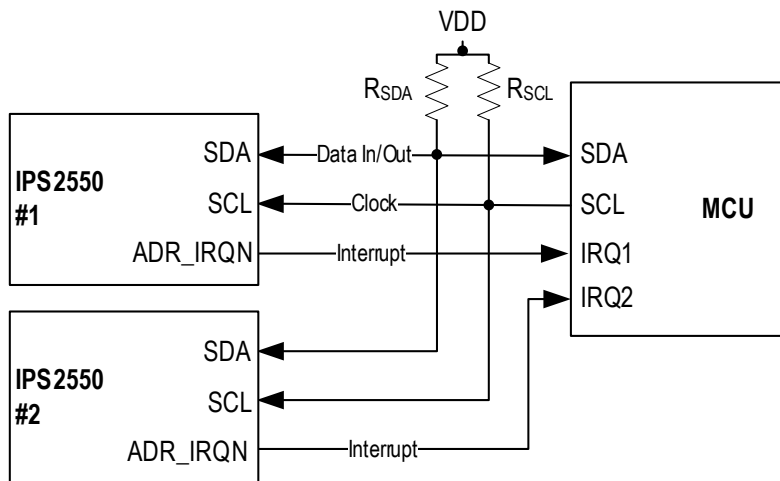 VDD
RSDA
RSCL
IPS2550
#1
SDA
SCL
ADR_IRQN
Data In/Out
Clock
Interrupt
SDA
SCL
IRQ1
IRQ2
MCU
IPS2550
#2
SDA
SCL
ADR_IRQN
Interrupt